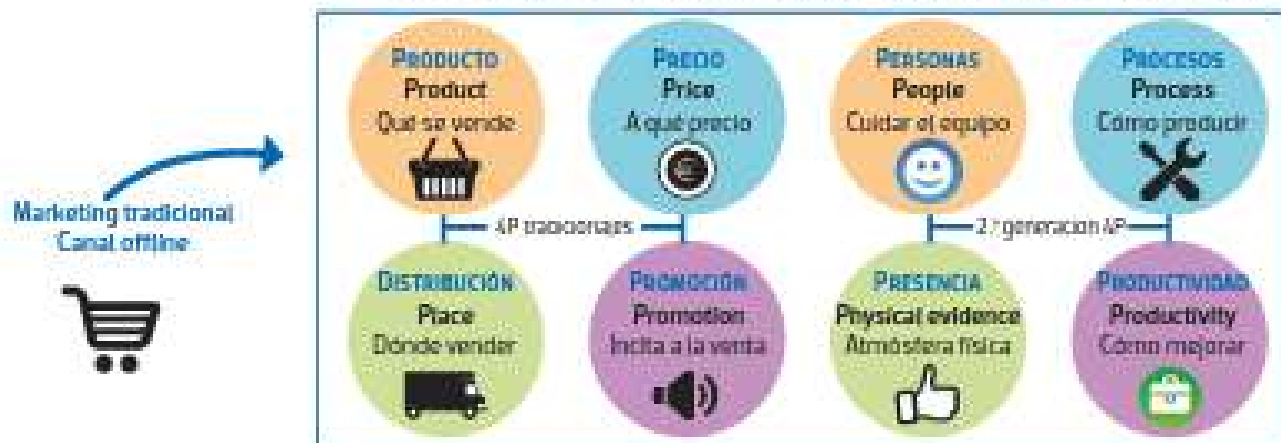 Marketing tradicional
Canal offline
PRODUCTO
Product
Qué se vende
PRECIO
Price
A qué precio
PERSONAS
People
Cuidar el equipo
PROCESOS
Process
Cómo producir
4P tradicionales
2.ª generación 4P
DISTRIBUCIÓN
Place
Dónde vender
PROMOCIÓN
Promotion
Incita a la venta
PRESENCIA
Physical evidence
Atmósfera física
PRODUCTIVIDAD
Productivity
Cómo mejorar